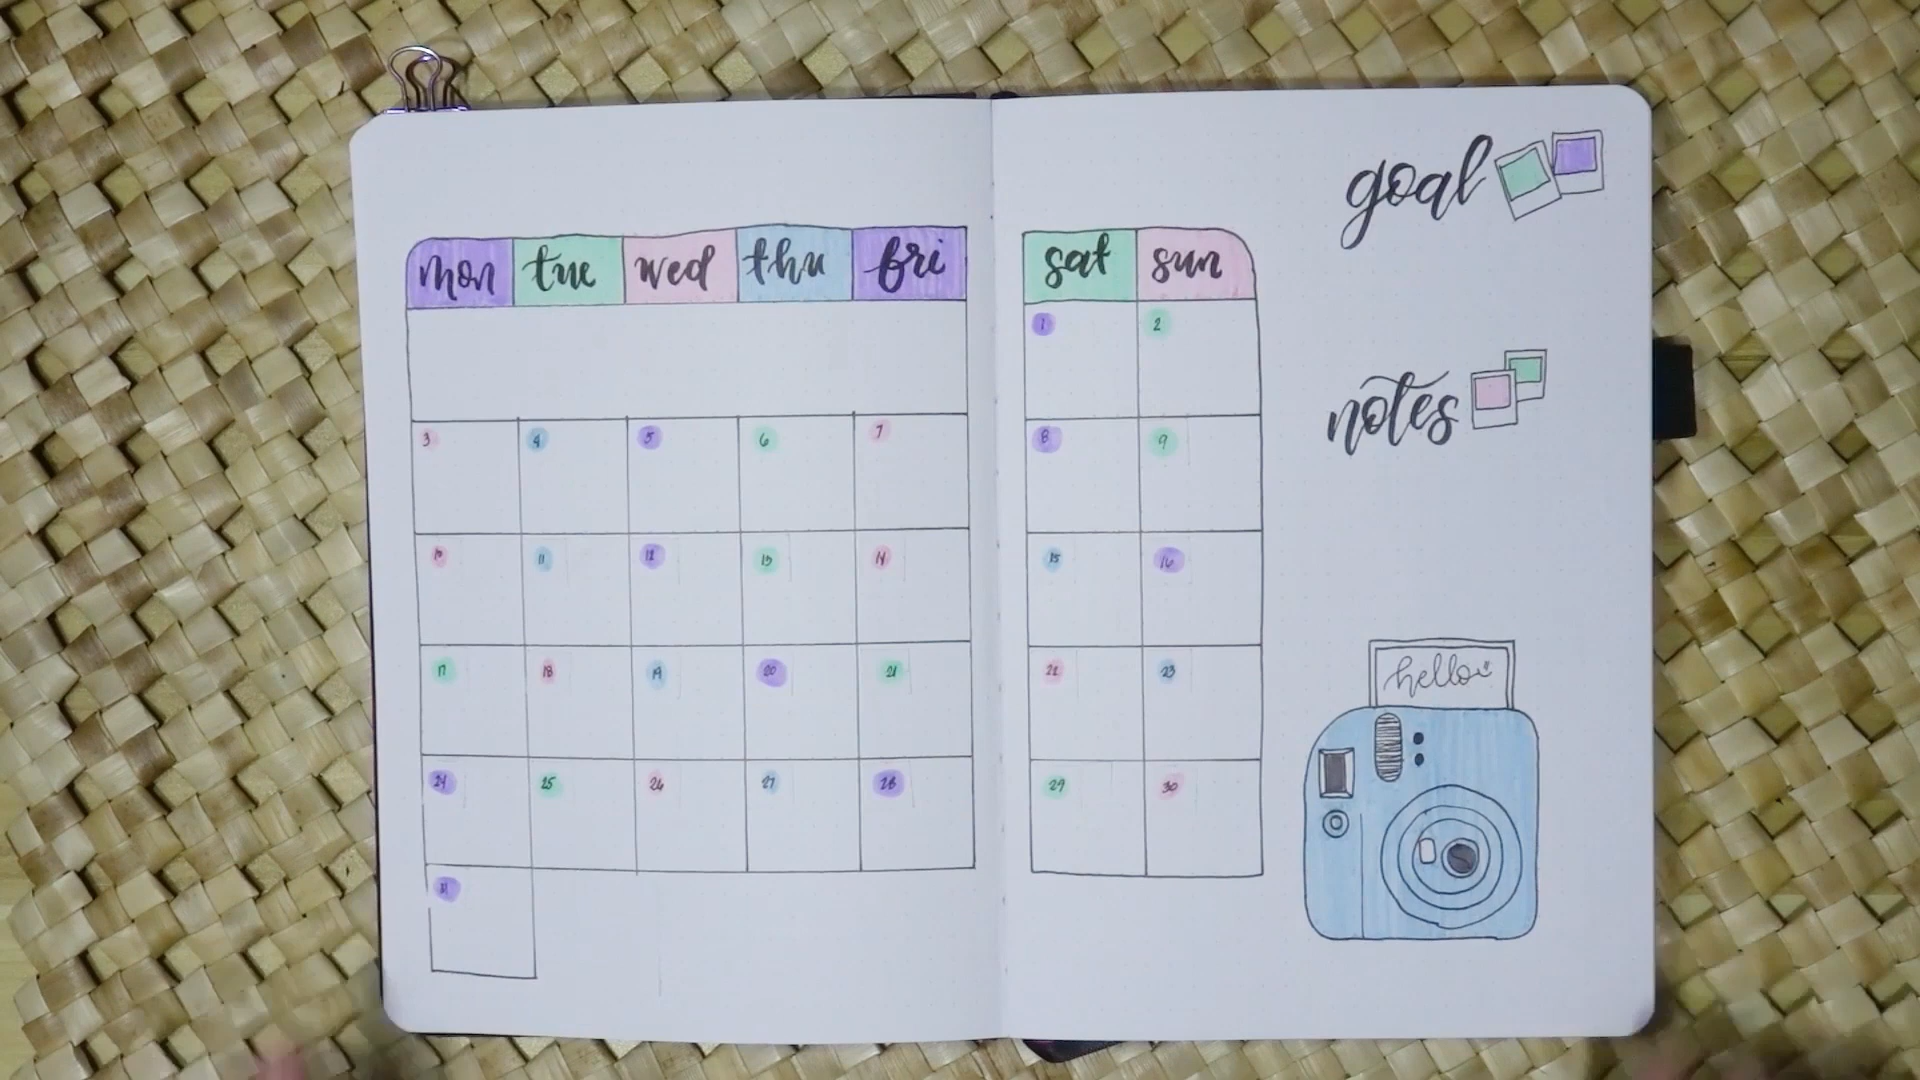 goal
mon tue wed thu fri sat sun
1 2
notes
3 4 5 6 7 8 9
10 11 12 13 14 15 16
17 18 19 20 21 22 23
24 25 26 27 28 29 30
hello
31